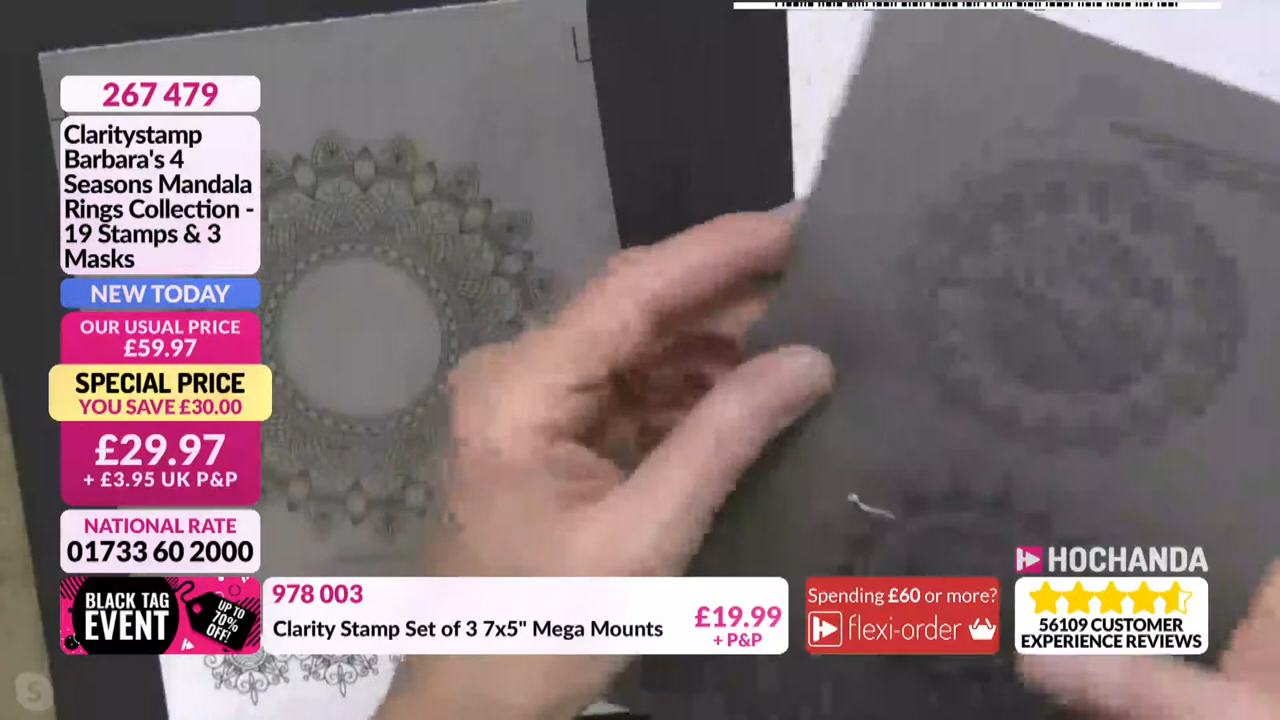 267 479
Claritystamp
Barbara's 4
Seasons Mandala
Rings Collection -
19 Stamps & 3
Masks
NEW TODAY
OUR USUAL PRICE
£59.97
SPECIAL PRICE
YOU SAVE £30.00
£29.97
+ £3.95 UK P&P
NATIONAL RATE
01733 60 2000
BLACK TAG
EVENT
UP TO
70%
OFF!
978 003
Clarity Stamp Set of 3 7x5" Mega Mounts
£19.99
+ P&P
Spending £60 or more?
flexi-order
HOCHANDA
56109 CUSTOMER
EXPERIENCE REVIEWS